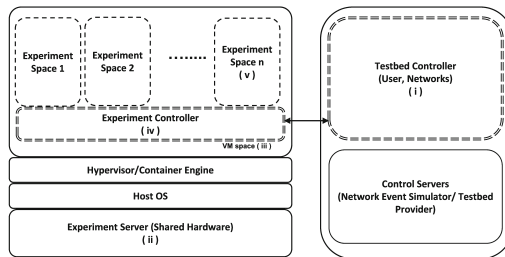 Experiment
Space 1
Experiment
Space 2
.........
Experiment
Space n
( v )
Experiment Controller
( iv )
VM space ( iii )
Hypervisor/Container Engine
Host OS
Experiment Server (Shared Hardware)
( ii )
Testbed Controller
(User, Networks)
( i )
Control Servers
(Network Event Simulator/ Testbed
Provider)